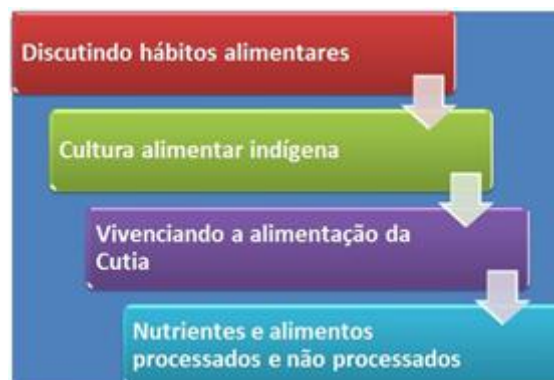 Discutindo hábitos alimentares
Cultura alimentar indígena
Vivenciando a alimentação da
Cutia
Nutrientes e alimentos
processados e não processados